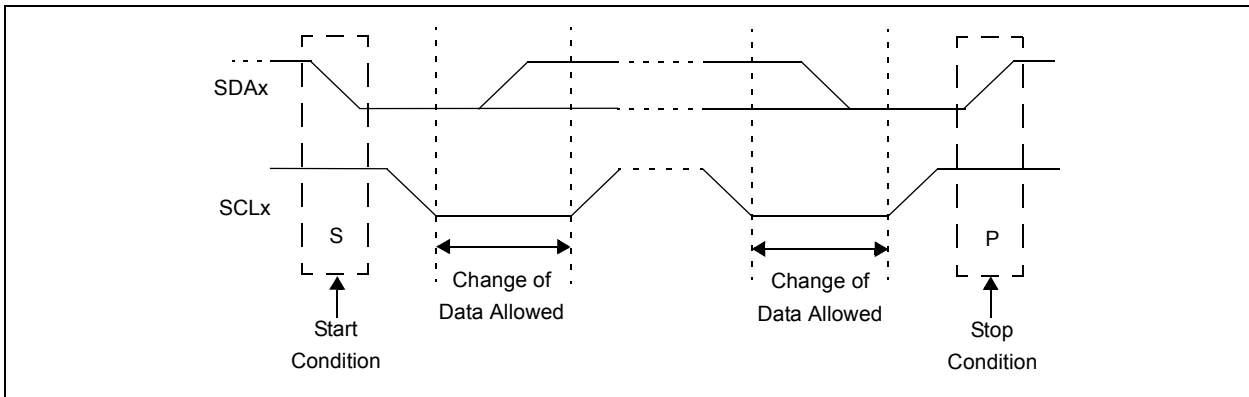 SDAx
SCLx
S
P
Change of
Data Allowed
Change of
Data Allowed
Start
Condition
Stop
Condition